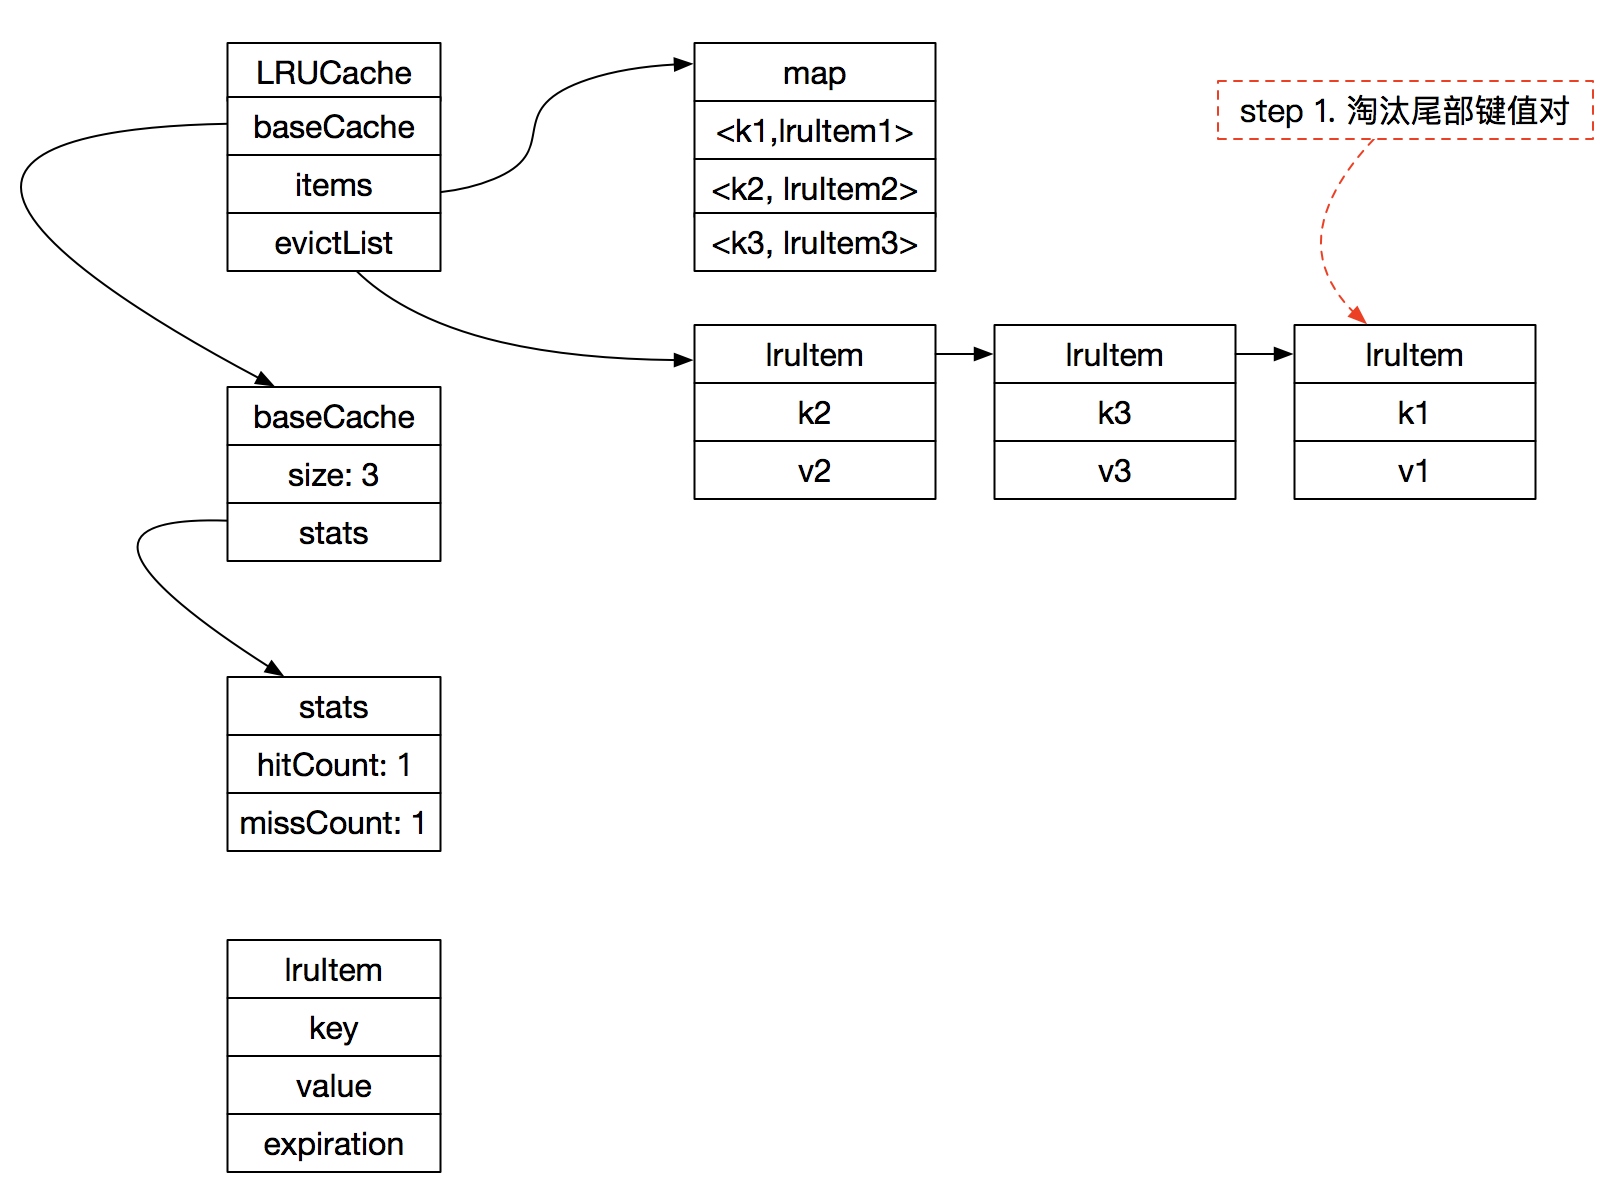 LRUCache
baseCache
items
evictList
map
<k1,lruItem1>
<k2, lruItem2>
<k3, lruItem3>
step 1. 淘汰尾部键值对
lruItem
k2
v2
lruItem
k3
v3
lruItem
k1
v1
baseCache
size: 3
stats
stats
hitCount: 1
missCount: 1
lruItem
key
value
expiration